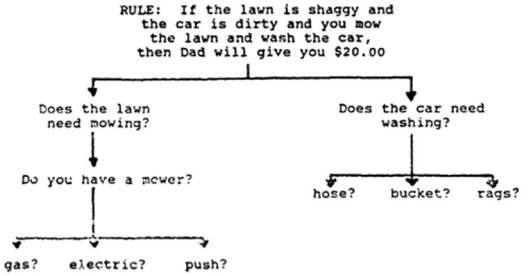 RULE: If the lawn is shaggy and
the car is dirty and you mow
the lawn and wash the car,
then Dad will give you $20.00
Does the lawn
need mowing?
Does the car need
washing?
Do you have a mower?
hose? bucket? rags?
gas? electric? push?